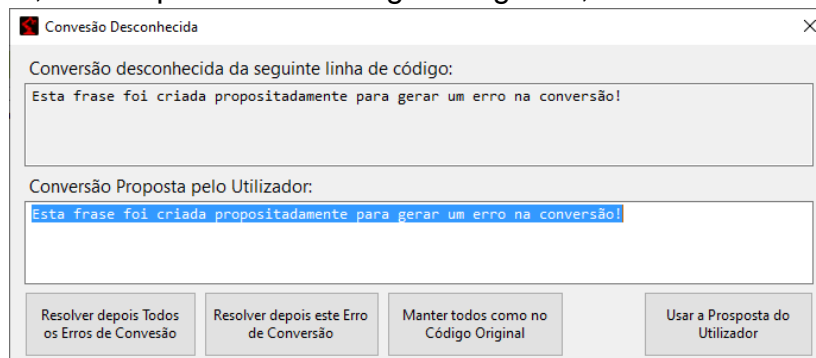 Convesão Desconhecida
Conversão desconhecida da seguinte linha de código:
Esta frase foi criada propositadamente para gerar um erro na conversão!
Conversão Proposta pelo Utilizador:
Esta frase foi criada propositadamente para gerar um erro na conversão!
Resolver depois Todos
os Erros de Convesão
Resolver depois este Erro
de Conversão
Manter todos como no
Código Original
Usar a Prosposta do
Utilizador